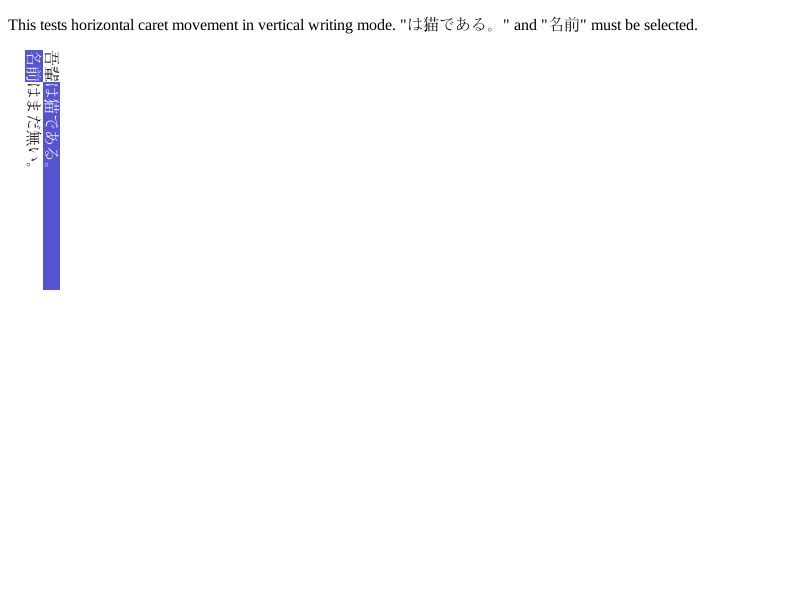 This tests horizontal caret movement in vertical writing mode. "は猫である。" and "名前" must be selected.
吾輩は猫である。
名前はまだ無い。